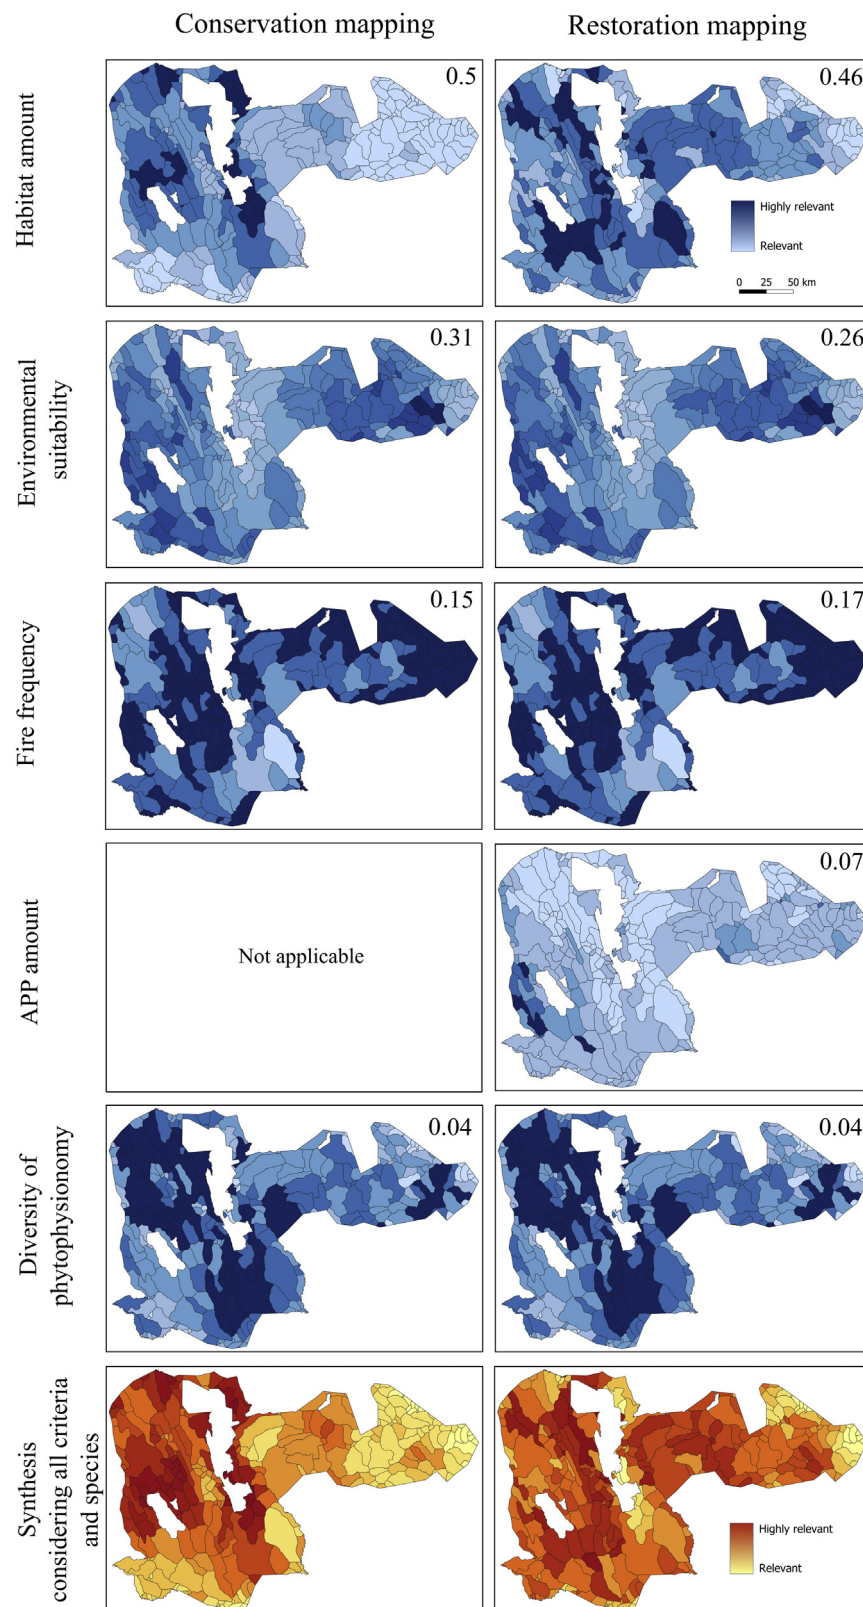 Conservation mapping
Restoration mapping
Habitat amount
0.5
0.46
Highly relevant
Relevant
0 25 50 km
Environmental
suitability
0.31
0.26
Fire frequency
0.15
0.17
APP amount
Not applicable
0.07
Diversity of
phytophysionomy
0.04
0.04
Synthesis
considering all criteria
and species
Highly relevant
Relevant